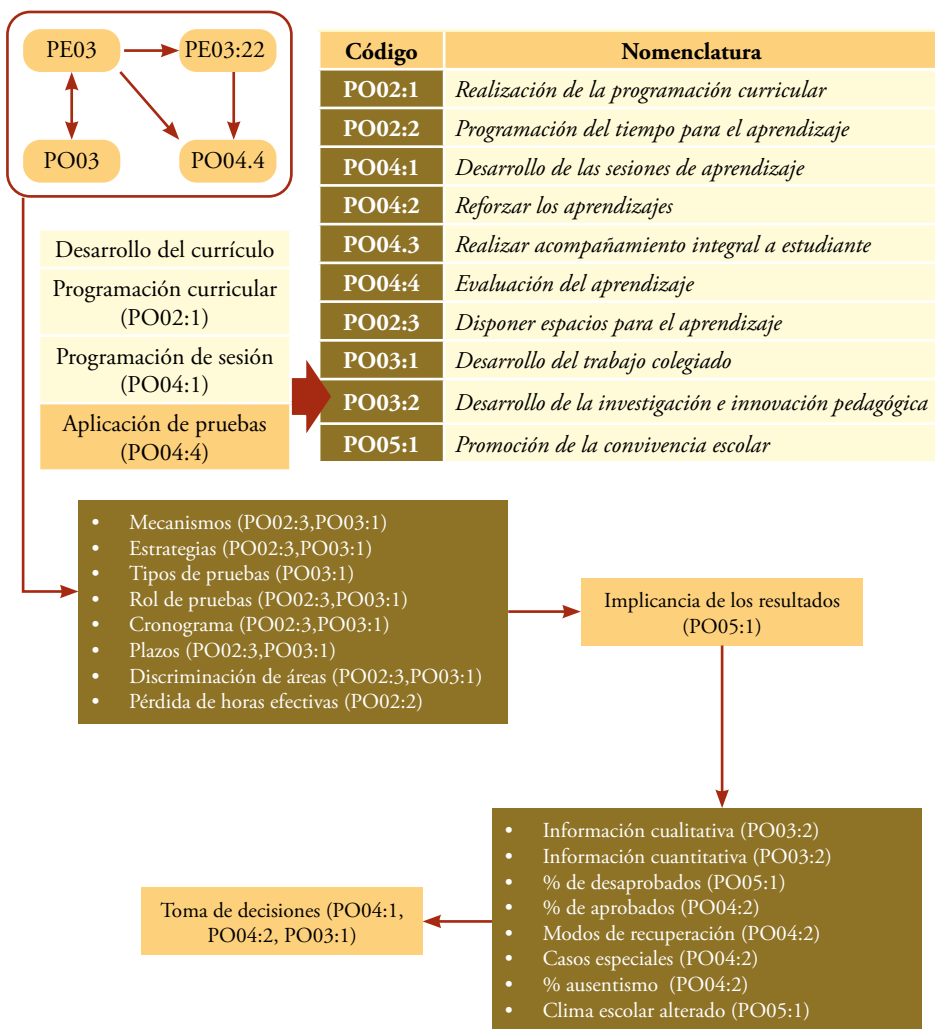 PE03
PE03:22
PO03
PO04.4
Código Nomenclatura
PO02:1 Realización de la programación curricular
PO02:2 Programación del tiempo para el aprendizaje
PO04:1 Desarrollo de las sesiones de aprendizaje
PO04:2 Reforzar los aprendizajes
PO04.3 Realizar acompañamiento integral a estudiante
PO04:4 Evaluación del aprendizaje
PO02:3 Disponer espacios para el aprendizaje
PO03:1 Desarrollo del trabajo colegiado
PO03:2 Desarrollo de la investigación e innovación pedagógica
PO05:1 Promoción de la convivencia escolar
Desarrollo del currículo
Programación curricular
(PO02:1)
Programación de sesión
(PO04:1)
Aplicación de pruebas
(PO04:4)
• Mecanismos (PO02:3,PO03:1)
• Estrategias (PO02:3,PO03:1)
• Tipos de pruebas (PO03:1)
• Rol de pruebas (PO02:3,PO03:1)
• Cronograma (PO02:3,PO03:1)
• Plazos (PO02:3,PO03:1)
• Discriminación de áreas (PO02:3,PO03:1)
• Pérdida de horas efectivas (PO02:2)
Implicancia de los resultados
(PO05:1)
• Información cualitativa (PO03:2)
• Información cuantitativa (PO03:2)
• % de desaprobados (PO05:1)
• % de aprobados (PO04:2)
• Modos de recuperación (PO04:2)
• Casos especiales (PO04:2)
• % ausentismo (PO04:2)
• Clima escolar alterado (PO05:1)
Toma de decisiones (PO04:1,
PO04:2, PO03:1)